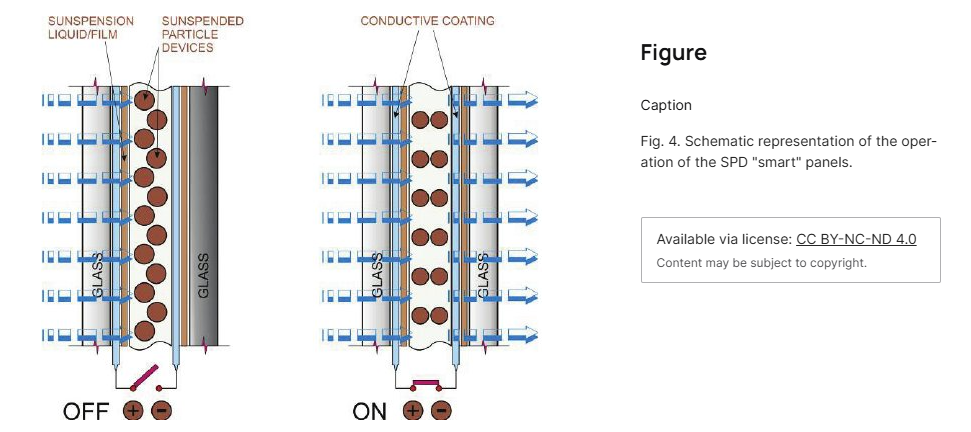 SUNSPENSION
LIQUID/FILM
SUNSPENDED
PARTICLE
DEVICES
CONDUCTIVE COATING
GLASS
GLASS
GLASS
GLASS
OFF + −
ON + −
Figure
Caption
Fig. 4. Schematic representation of the oper-
ation of the SPD "smart" panels.
Available via license: CC BY-NC-ND 4.0
Content may be subject to copyright.